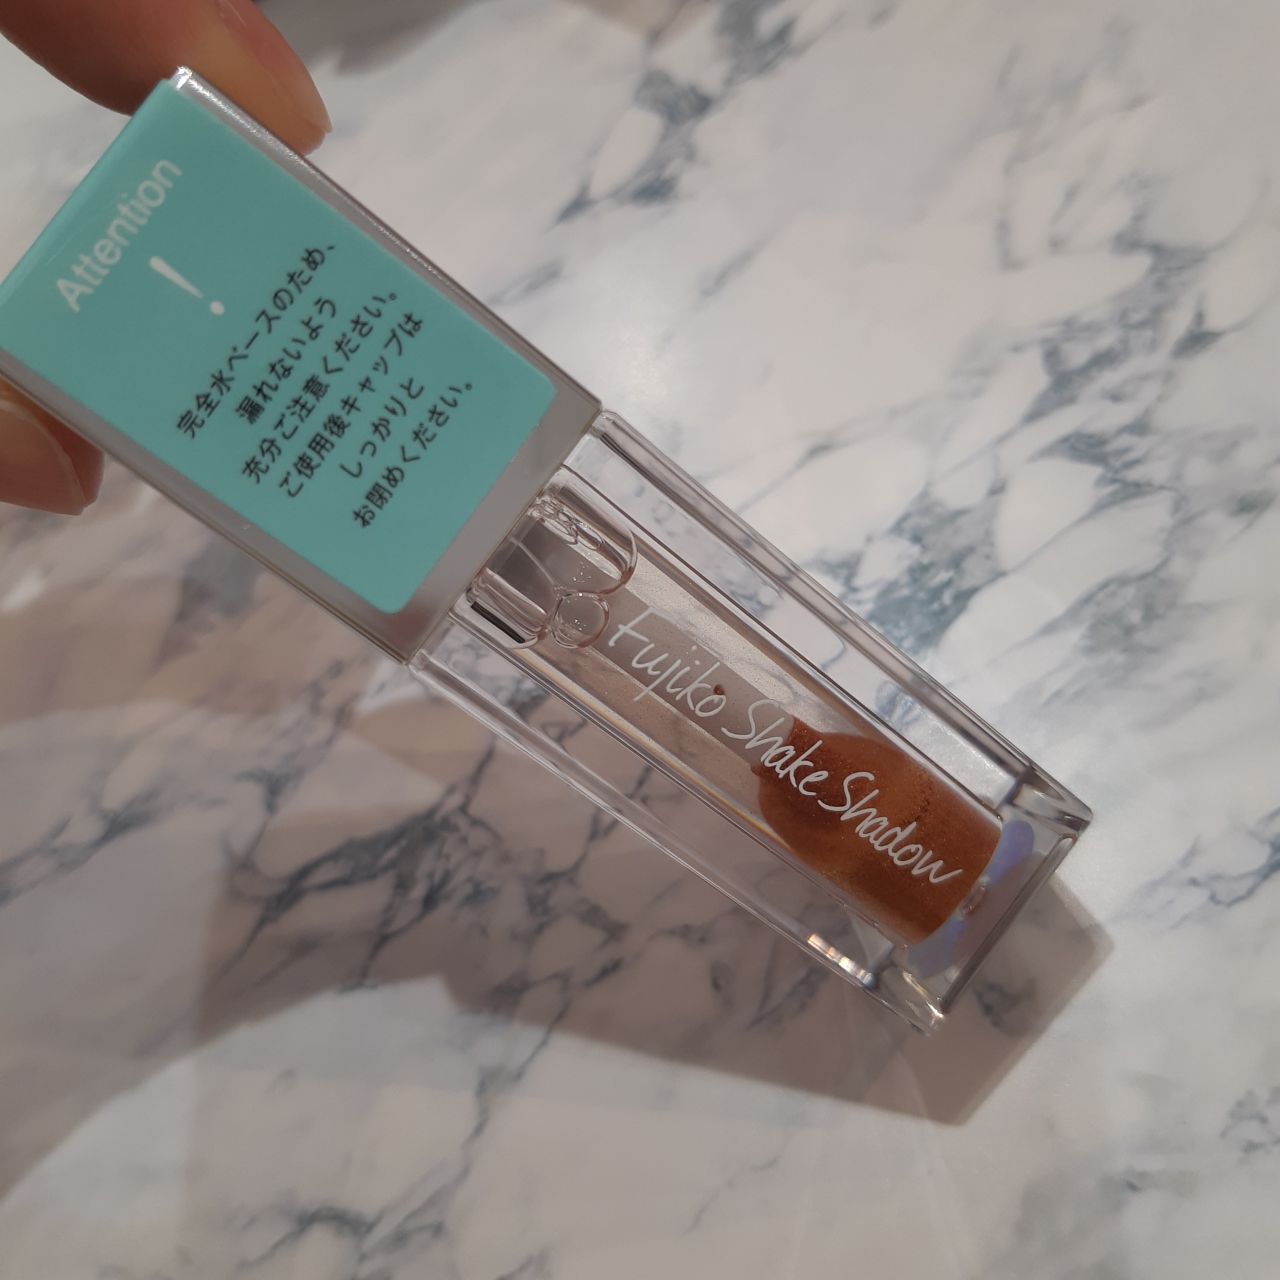 Attention
!
完全水ベースのため、
漏れないよう
充分ご注意ください。
ご使用後キャップは
しっかりと
お閉めください。
Fujiko Shake Shadow